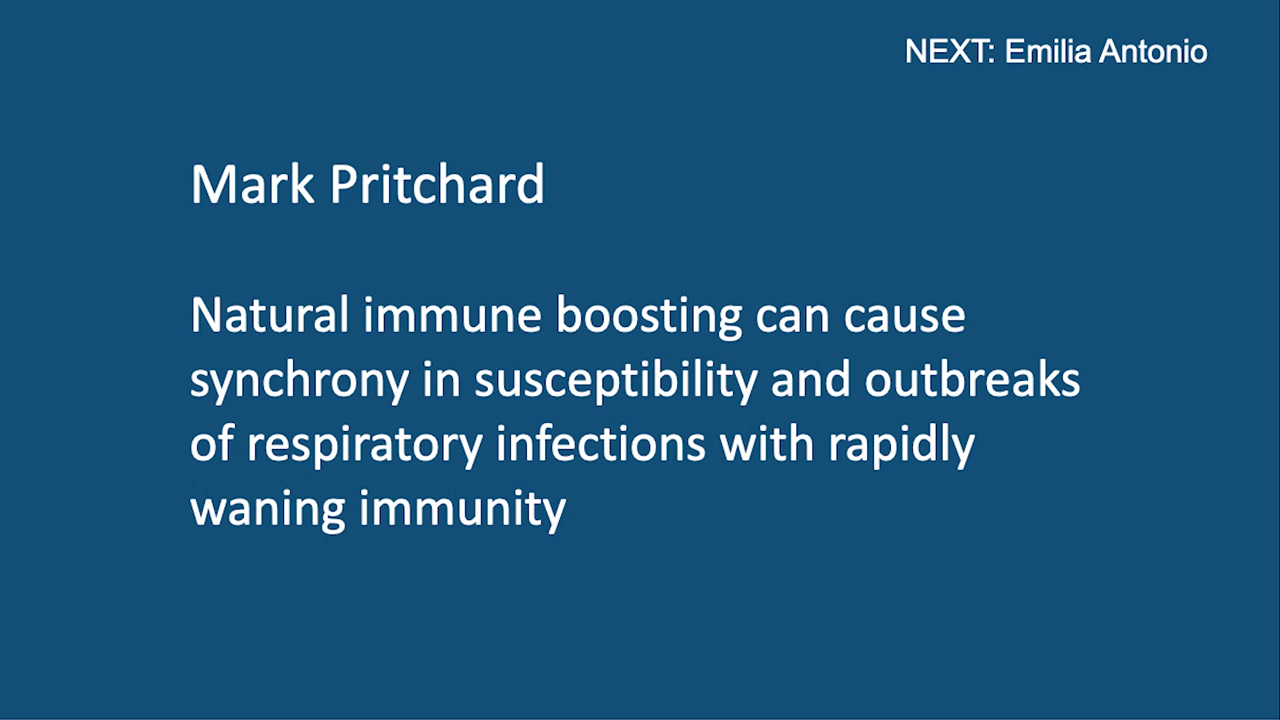 NEXT: Emilia Antonio
Mark Pritchard
Natural immune boosting can cause
synchrony in susceptibility and outbreaks
of respiratory infections with rapidly
waning immunity